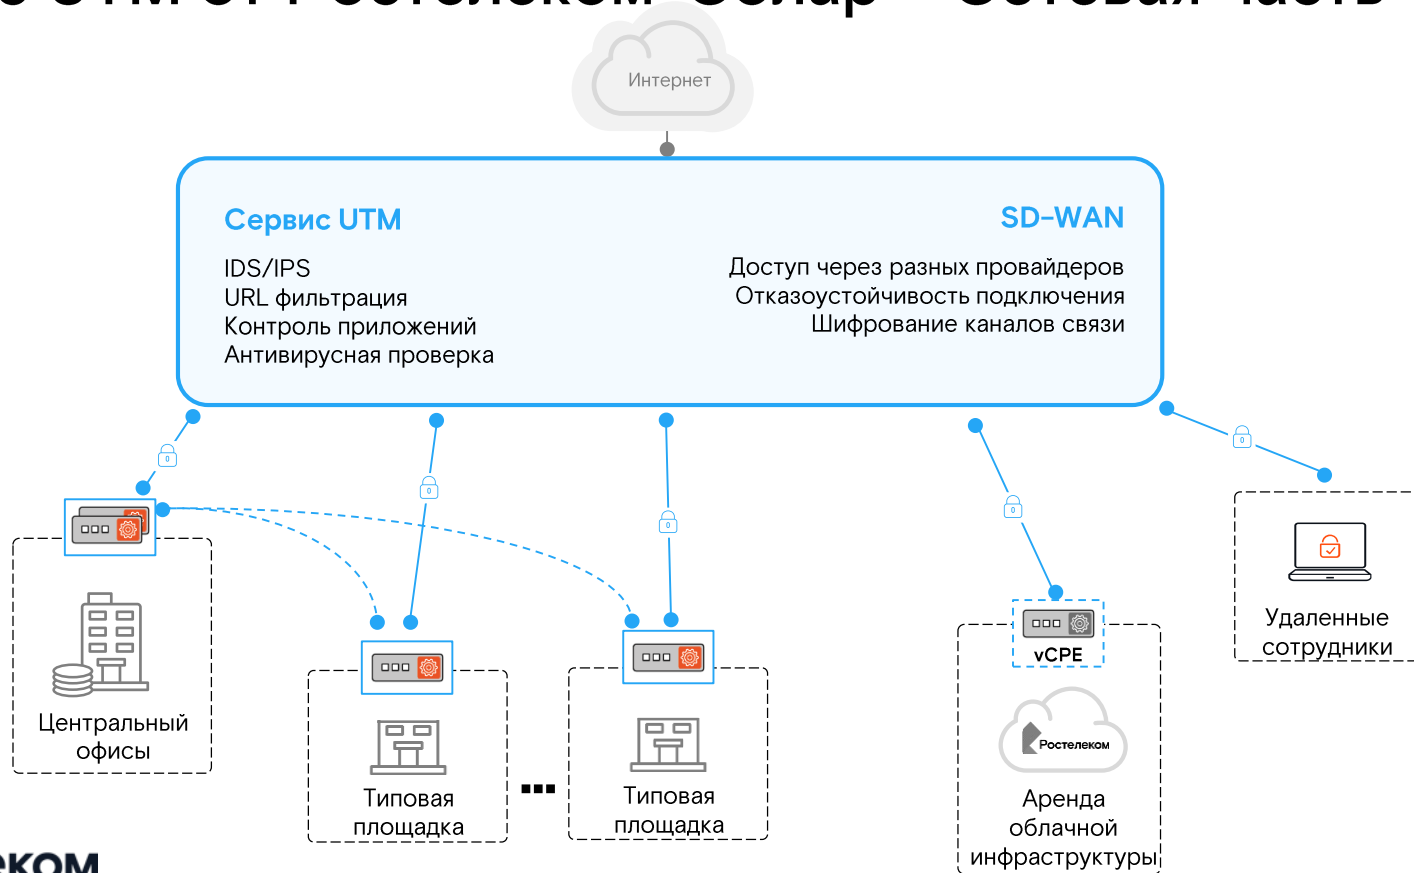 Интернет
Сервис UTM
IDS/IPS
URL фильтрация
Контроль приложений
Антивирусная проверка
SD-WAN
Доступ через разных провайдеров
Отказоустойчивость подключения
Шифрование каналов связи
Центральный
офисы
Типовая
площадка
Типовая
площадка
vCPE
Ростелеком
Аренда
облачной
инфраструктуры
Удаленные
сотрудники